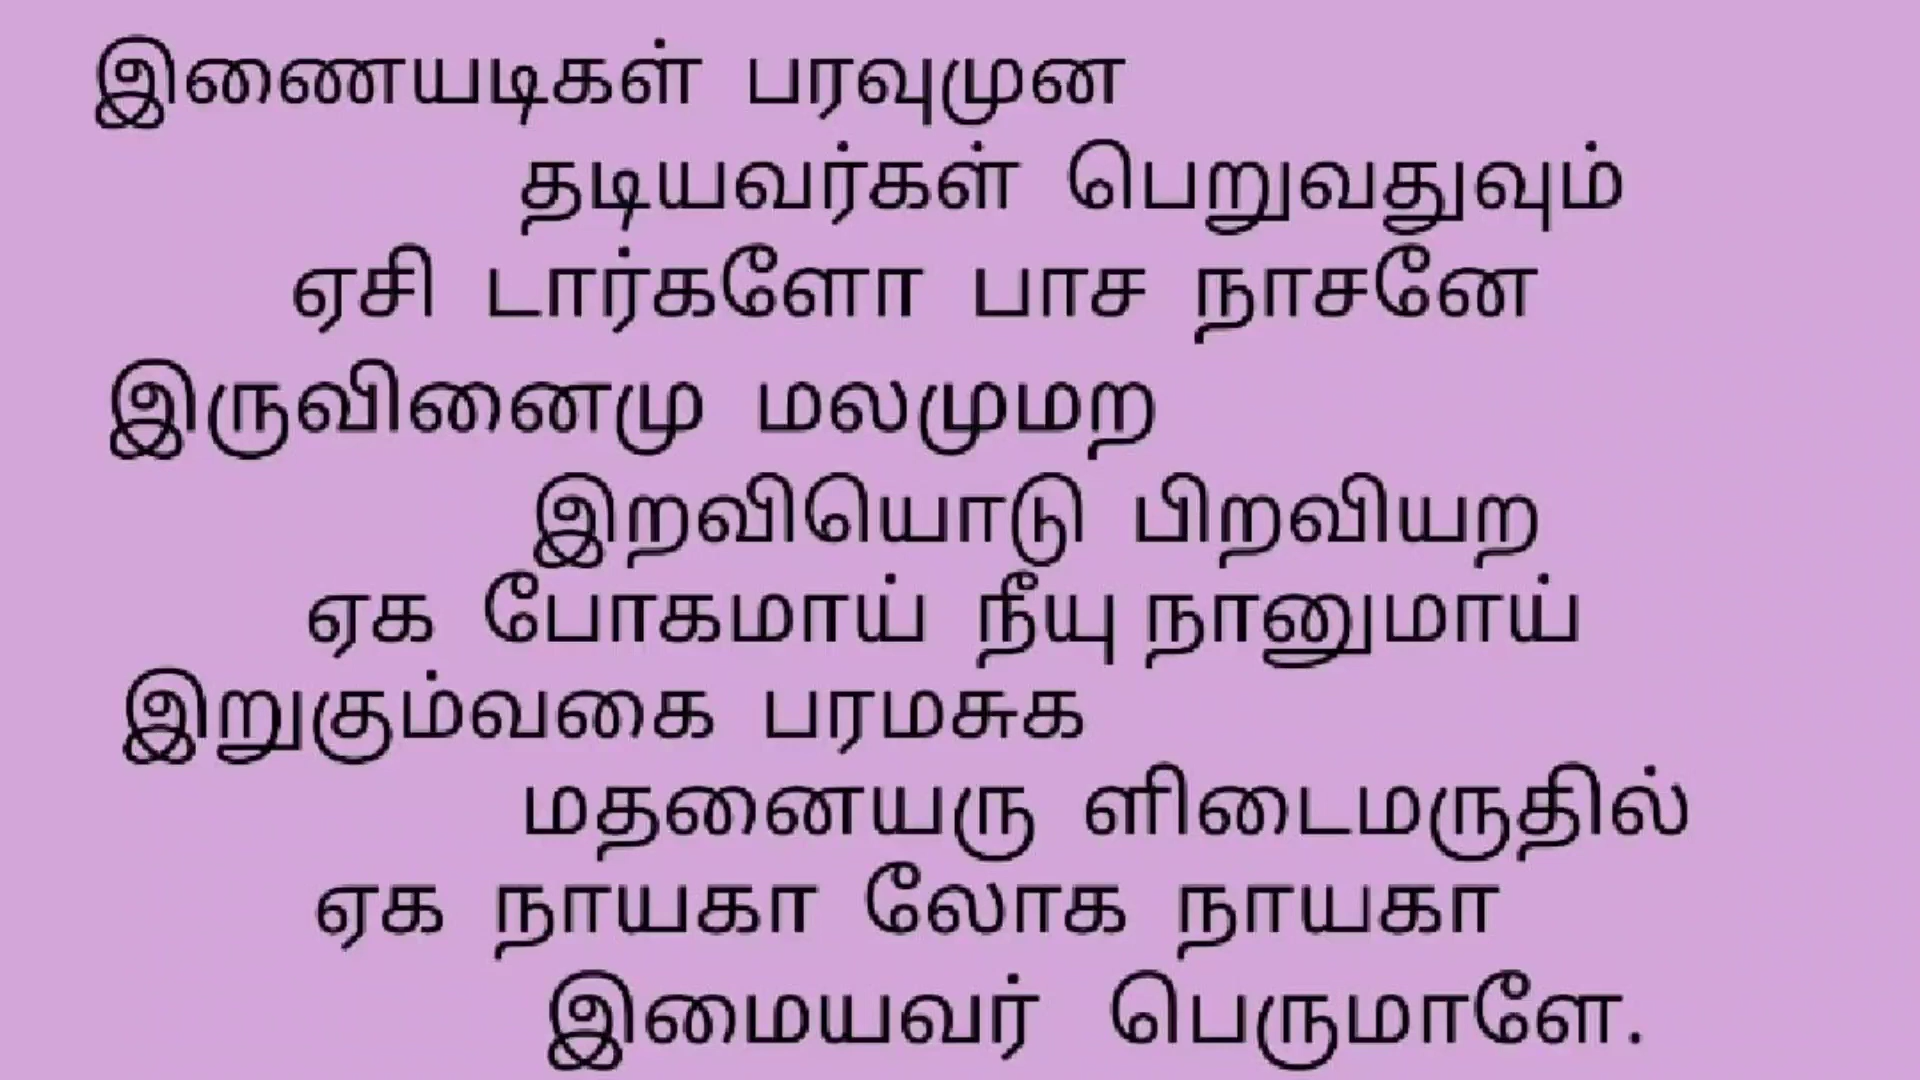 இணையடிகள் பரவுமுன
தடியவர்கள் பெறுவதுவும்
ஏசி டார்களோ பாச நாசனே
இருவினைமு மலமுமற
இறவியொடு பிறவியற
ஏக போகமாய் நீயு நானுமாய்
இறுகும்வகை பரமசுக
மதனையரு ளிடைமருதில்
ஏக நாயகா லோக நாயகா
இமையவர் பெருமாளே.